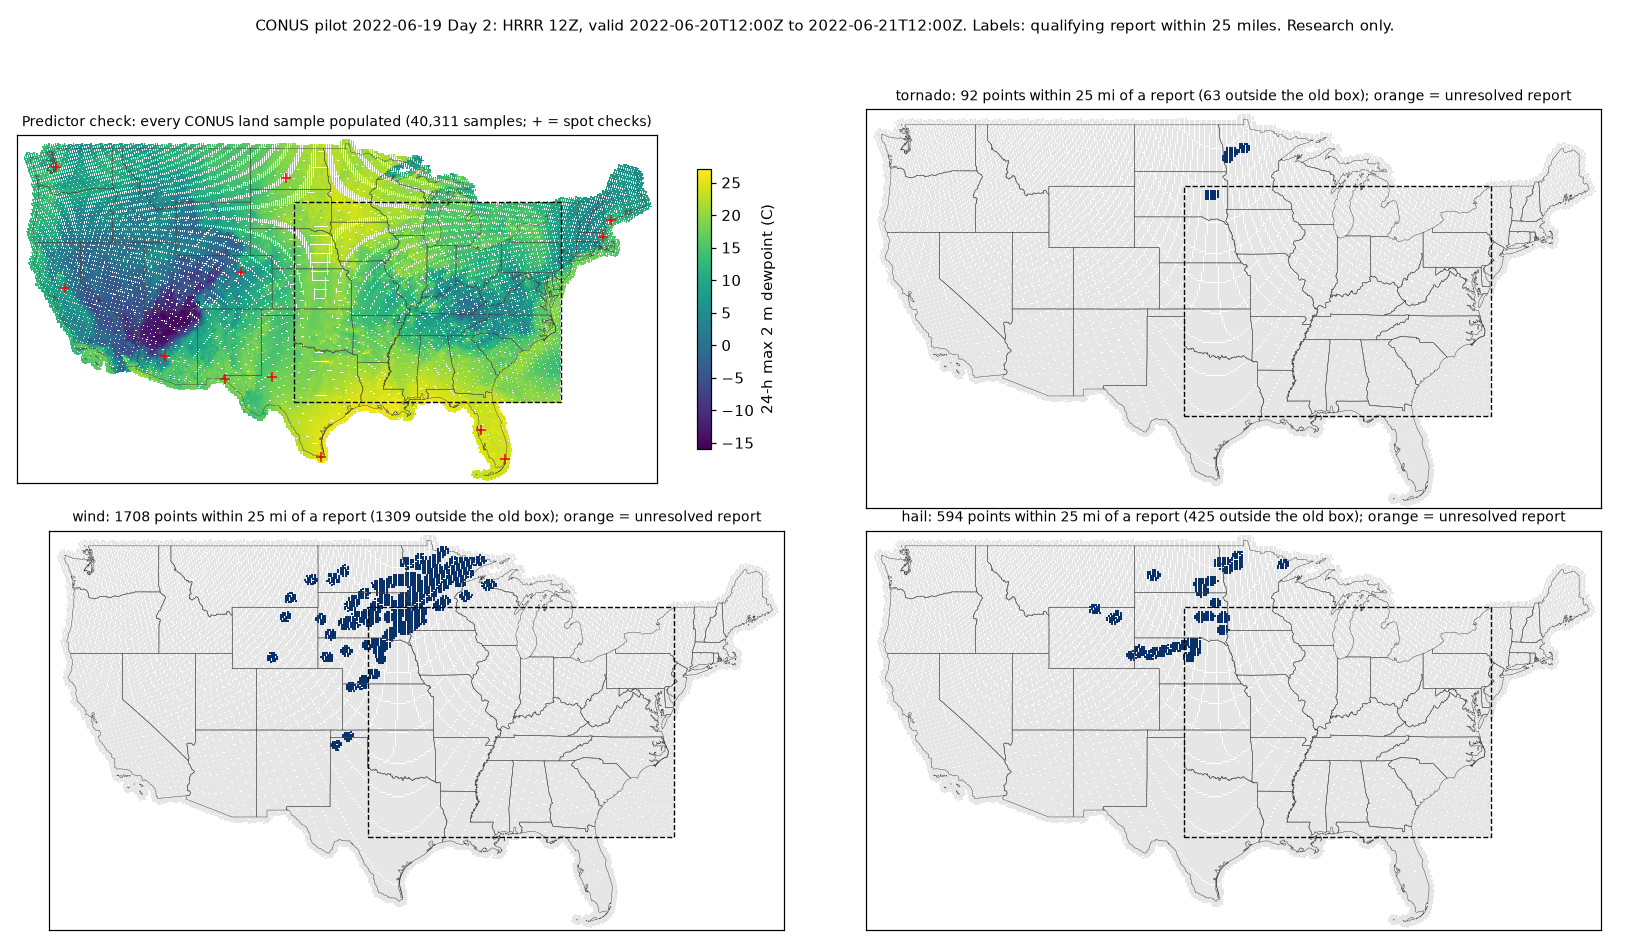 CONUS pilot 2022-06-19 Day 2: HRRR 12Z, valid 2022-06-20T12:00Z to 2022-06-21T12:00Z. Labels: qualifying report within 25 miles. Research only.
Predictor check: every CONUS land sample populated (40,311 samples; + = spot checks)
25
20
15
10
5
0
−5
−10
−15
24-h max 2 m dewpoint (C)
tornado: 92 points within 25 mi of a report (63 outside the old box); orange = unresolved report
wind: 1708 points within 25 mi of a report (1309 outside the old box); orange = unresolved report
hail: 594 points within 25 mi of a report (425 outside the old box); orange = unresolved report